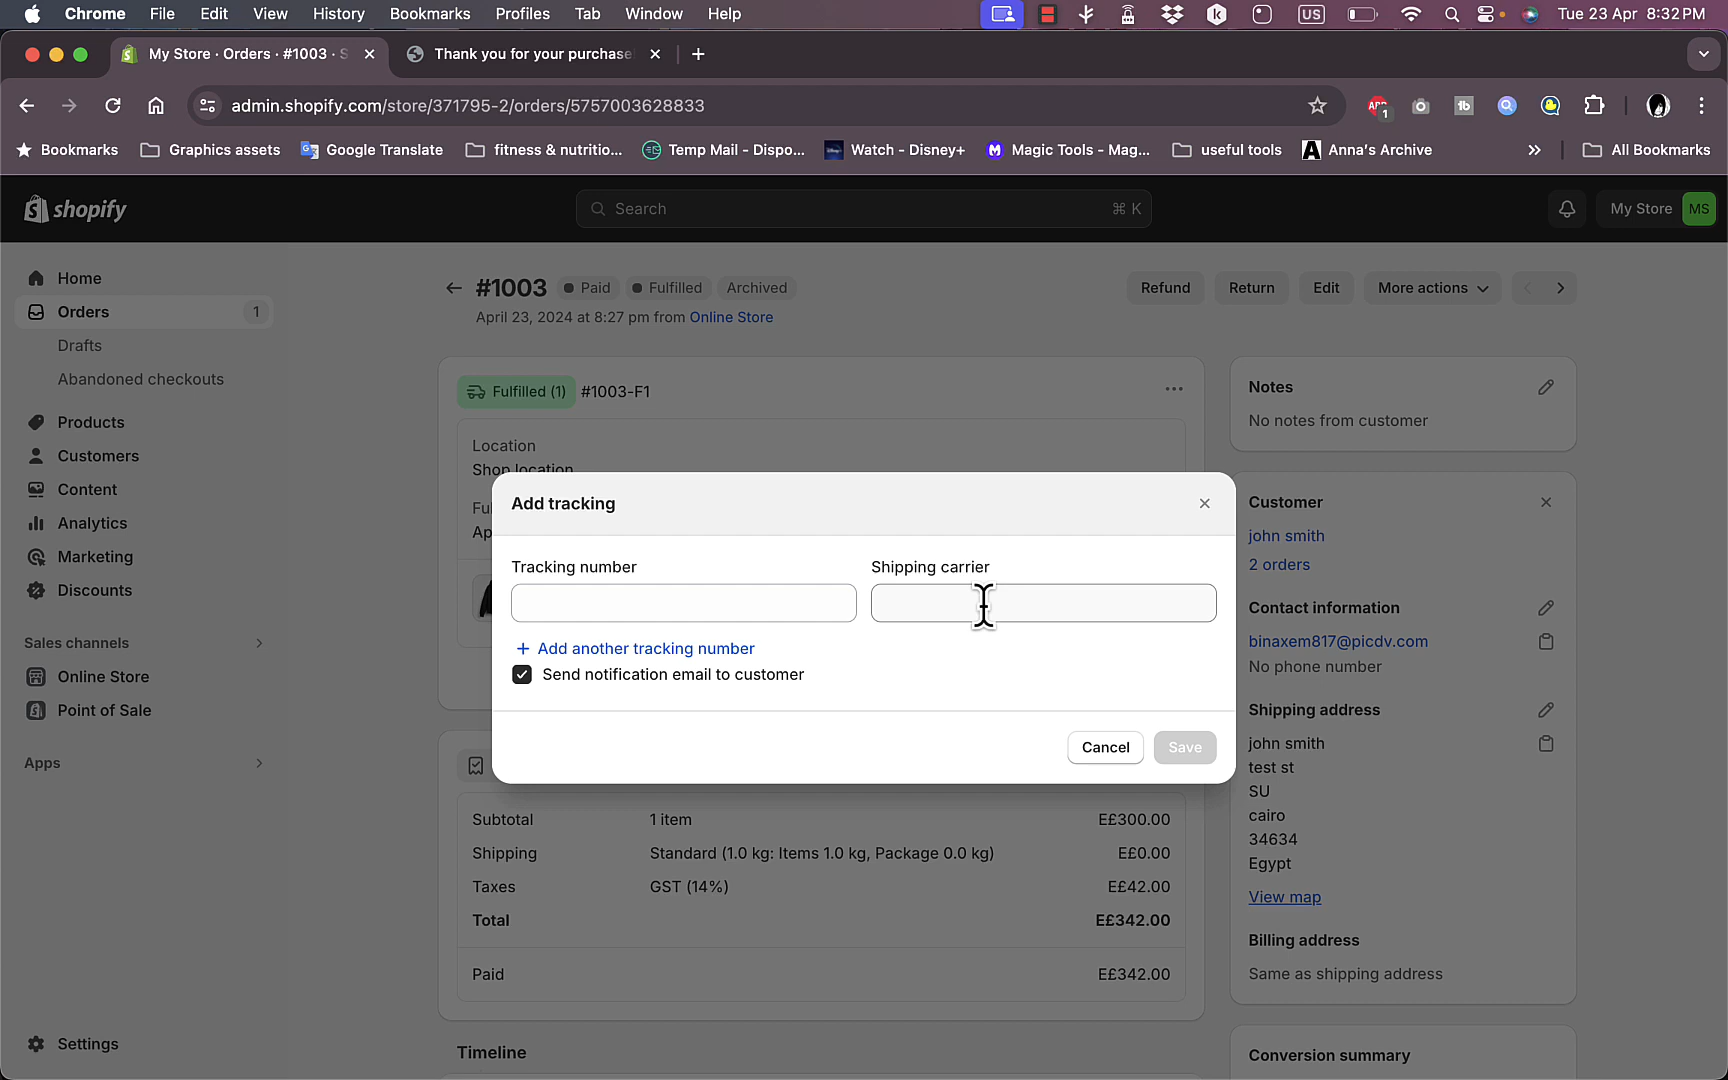 Chrome File Edit View History Bookmarks Profiles Tab Window Help US Tue 23 Apr 8:32 PM
My Store · Orders · #1003 · S Thank you for your purchase
admin.shopify.com/store/371795-2/orders/5757003628833 ABP 1 tb
Bookmarks Graphics assets Google Translate fitness & nutritio... Temp Mail - Dispo... Watch - Disney+ Magic Tools - Mag... useful tools Anna's Archive All Bookmarks
shopify
Search ⌘ K
My Store MS
Home
Orders 1
Drafts
Abandoned checkouts
Products
Customers
Content
Analytics
Marketing
Discounts
Sales channels
Online Store
Point of Sale
Apps
Settings
#1003 Paid Fulfilled Archived
April 23, 2024 at 8:27 pm from Online Store
Refund Return Edit More actions
Fulfilled (1) #1003-F1
Location
Shop location
Add tracking
Tracking number Shipping carrier
+ Add another tracking number
Send notification email to customer
Cancel Save
Subtotal 1 item E£300.00
Shipping Standard (1.0 kg: Items 1.0 kg, Package 0.0 kg) E£0.00
Taxes GST (14%) E£42.00
Total E£342.00
Paid E£342.00
Timeline
Notes
No notes from customer
Customer
john smith
2 orders
Contact information
binaxem817@picdv.com
No phone number
Shipping address
john smith
test st
SU
cairo
34634
Egypt
View map
Billing address
Same as shipping address
Conversion summary